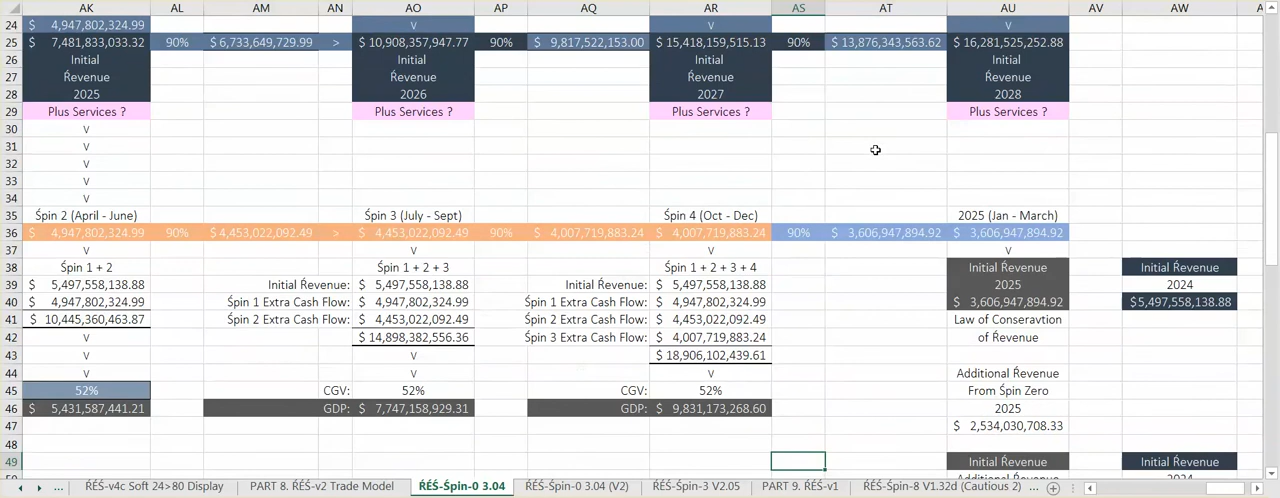 AK AL AM AN AO AP AQ AR AS AT AU AV AW
24 $ 4,947,802,324.99 V V V
25 $ 7,481,833,033.32 90% $ 6,733,649,729.99 > $ 10,908,357,947.77 90% $ 9,817,522,153.00 $ 15,418,159,515.13 90% $ 13,876,343,563.62 $ 16,281,525,252.88
26 Initial Initial Initial Initial
27 Ŕevenue Ŕevenue Ŕevenue Ŕevenue
28 2025 2026 2027 2028
29 Plus Services ? Plus Services ? Plus Services ? Plus Services ?
30 V
31 V
32 V
33 V
34 V
35 Śpin 2 (April - June) Śpin 3 (July - Sept) Śpin 4 (Oct - Dec) 2025 (Jan - March)
36 $ 4,947,802,324.99 90% $ 4,453,022,092.49 > $ 4,453,022,092.49 90% $ 4,007,719,883.24 $ 4,007,719,883.24 90% $ 3,606,947,894.92 $ 3,606,947,894.92
37 V V V V
38 Śpin 1 + 2 Śpin 1 + 2 + 3 Śpin 1 + 2 + 3 + 4 Initial Ŕevenue Initial Ŕevenue
39 $ 5,497,558,138.88 Initial Ŕevenue: $ 5,497,558,138.88 Initial Ŕevenue: $ 5,497,558,138.88 2025 2024
40 $ 4,947,802,324.99 Śpin 1 Extra Cash Flow: $ 4,947,802,324.99 Śpin 1 Extra Cash Flow: $ 4,947,802,324.99 $ 3,606,947,894.92 $5,497,558,138.88
41 $ 10,445,360,463.87 Śpin 2 Extra Cash Flow: $ 4,453,022,092.49 Śpin 2 Extra Cash Flow: $ 4,453,022,092.49 Law of Conseravtion
42 V $ 14,898,382,556.36 Śpin 3 Extra Cash Flow: $ 4,007,719,883.24 of Ŕevenue
43 V V $ 18,906,102,439.61
44 V V V Additional Ŕevenue
45 52% CGV: 52% CGV: 52% From Śpin Zero
46 $ 5,431,587,441.21 GDP: $ 7,747,158,929.31 GDP: $ 9,831,173,268.60 2025
47 $ 2,534,030,708.33
48
49 Initial Ŕevenue Initial Ŕevenue
... ŔÉŚ-v4c Soft 24>80 Display PART 8. ŔÉŚ-v2 Trade Model ŔÉŚ-Śpin-0 3.04 ŔÉŚ-Śpin-0 3.04 (V2) ŔÉŚ-Śpin-3 V2.05 PART 9. ŔÉŚ-v1 ŔÉŚ-Śpin-8 V1.32d (Cautious 2) ...